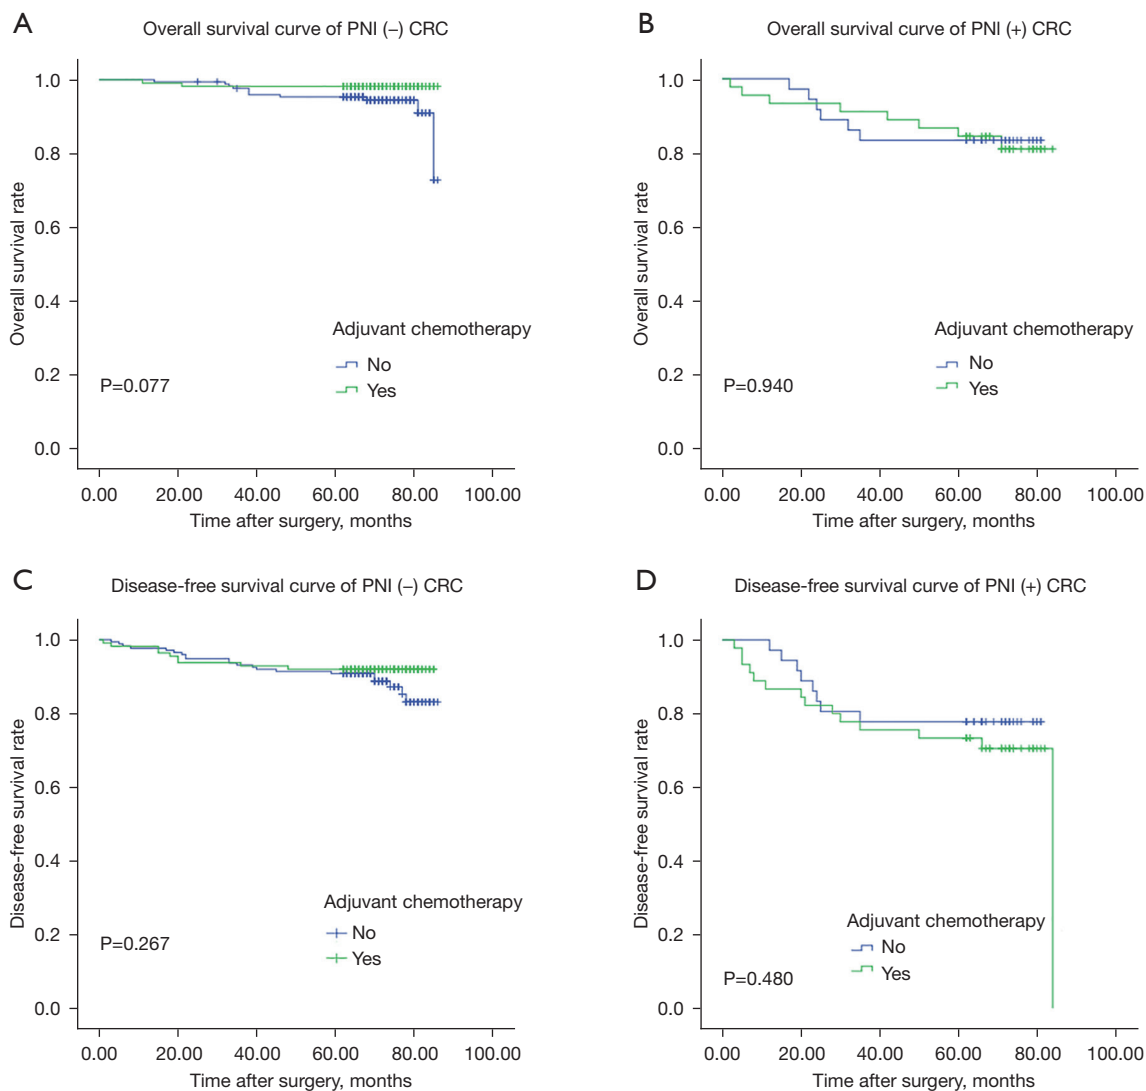 A
Overall survival curve of PNI (–) CRC
1.0
0.8
0.6
0.4
0.2
0.0
Overall survival rate
Adjuvant chemotherapy
No
Yes
P=0.077
0.00 20.00 40.00 60.00 80.00 100.00
Time after surgery, months
B
Overall survival curve of PNI (+) CRC
1.0
0.8
0.6
0.4
0.2
0.0
Overall survival rate
Adjuvant chemotherapy
No
Yes
P=0.940
0.00 20.00 40.00 60.00 80.00 100.00
Time after surgery, months
C
Disease-free survival curve of PNI (–) CRC
1.0
0.8
0.6
0.4
0.2
0.0
Disease-free survival rate
Adjuvant chemotherapy
No
Yes
P=0.267
0.00 20.00 40.00 60.00 80.00 100.00
Time after surgery, months
D
Disease-free survival curve of PNI (+) CRC
1.0
0.8
0.6
0.4
0.2
0.0
Disease-free survival rate
Adjuvant chemotherapy
No
Yes
P=0.480
0.00 20.00 40.00 60.00 80.00 100.00
Time after surgery, months